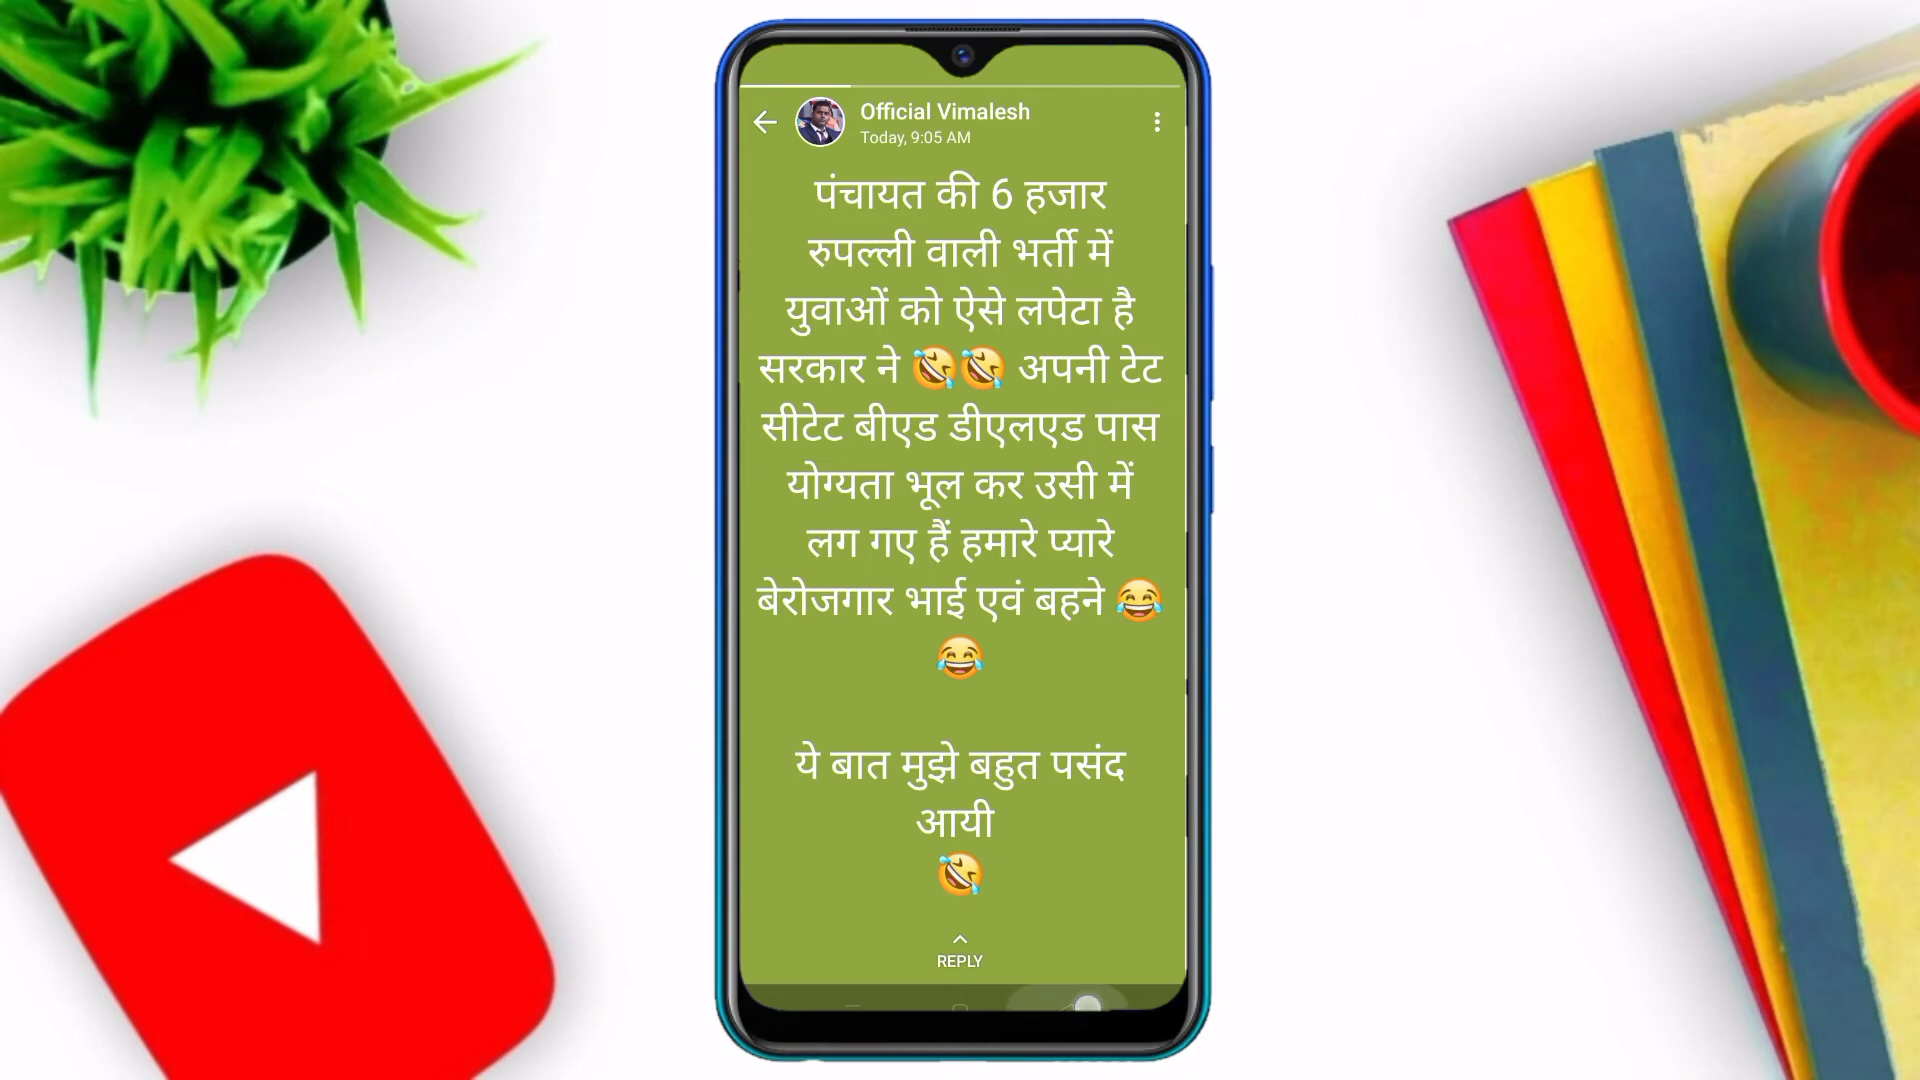 Official Vimalesh
Today, 9:05 AM
पंचायत की 6 हजार
रुपल्ली वाली भर्ती में
युवाओं को ऐसे लपेटा है
सरकार ने 🤣🤣 अपनी टेट
सीटेट बीएड डीएलएड पास
योग्यता भूल कर उसी में
लग गए हैं हमारे प्यारे
बेरोजगार भाई एवं बहने 😂
😂
ये बात मुझे बहुत पसंद
आयी
🤣
REPLY